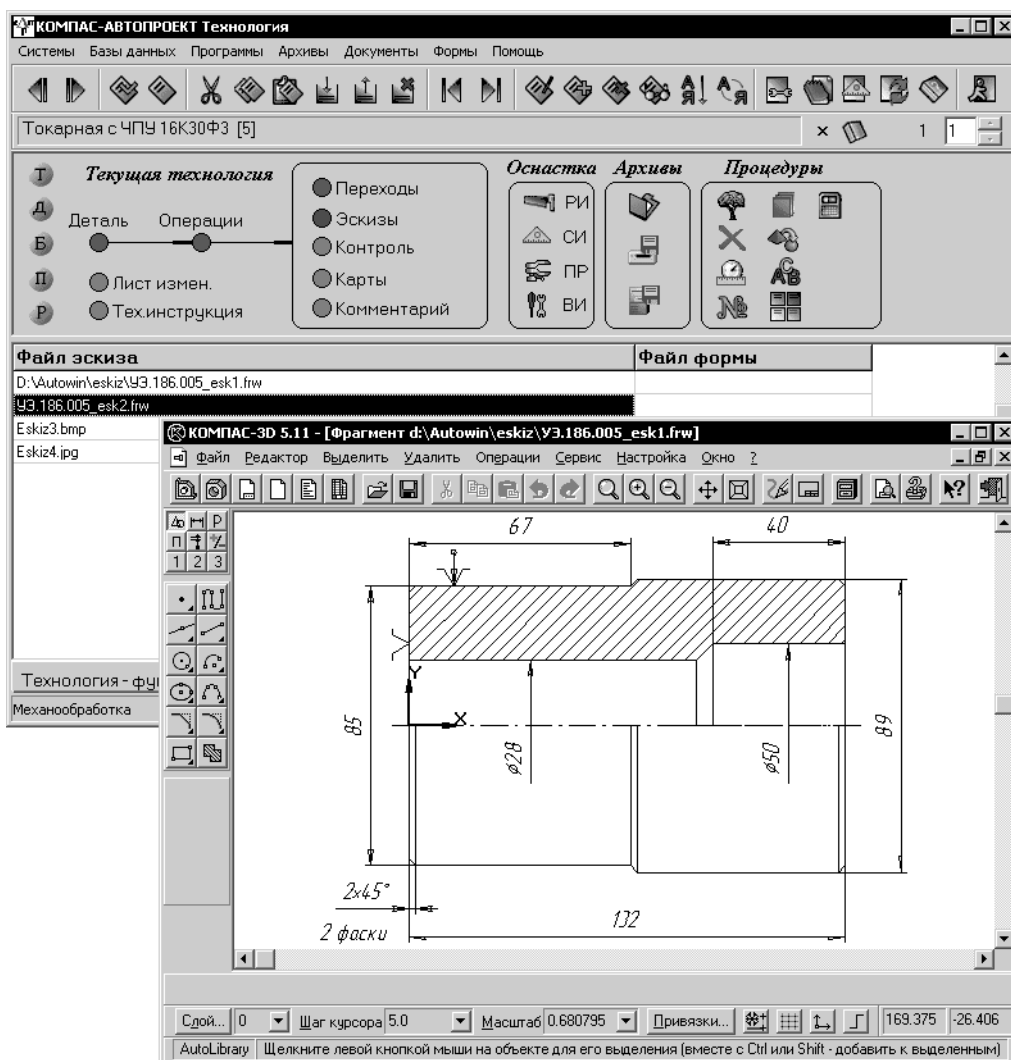 КОМПАС-АВТОПРОЕКТ Технология
Системы Базы данных Программы Архивы Документы Формы Помощь
Токарная с ЧПУ 16К30Ф3 [5]
1 1
Текущая технология
Оснастка Архивы Процедуры
Т
Д
Б
П
Р
Деталь Операции
Лист измен.
Тех.инструкция
Переходы
Эскизы
Контроль
Карты
Комментарий
РИ
СИ
ПР
ВИ
Файл эскиза Файл формы
D:\Autowin\eskiz\УЭ.186.005_esk1.frw
УЭ.186.005_esk2.frw
Eskiz3.bmp
Eskiz4.jpg
Технология - фу
Механообработка
КОМПАС-3D 5.11 - [Фрагмент d:\Autowin\eskiz\УЭ.186.005_esk1.frw]
Файл Редактор Выделить Удалить Операции Сервис Настройка Окно ?
P
П
1 2 3
67
40
Y
X
85
ø28
ø50
89
2x45°
2 фаски
132
Слой... 0 Шаг курсора 5.0 Масштаб 0.680795 Привязки... 169.375 -26.406
AutoLibrary Щелкните левой кнопкой мыши на объекте для его выделения (вместе с Ctrl или Shift - добавить к выделенным)